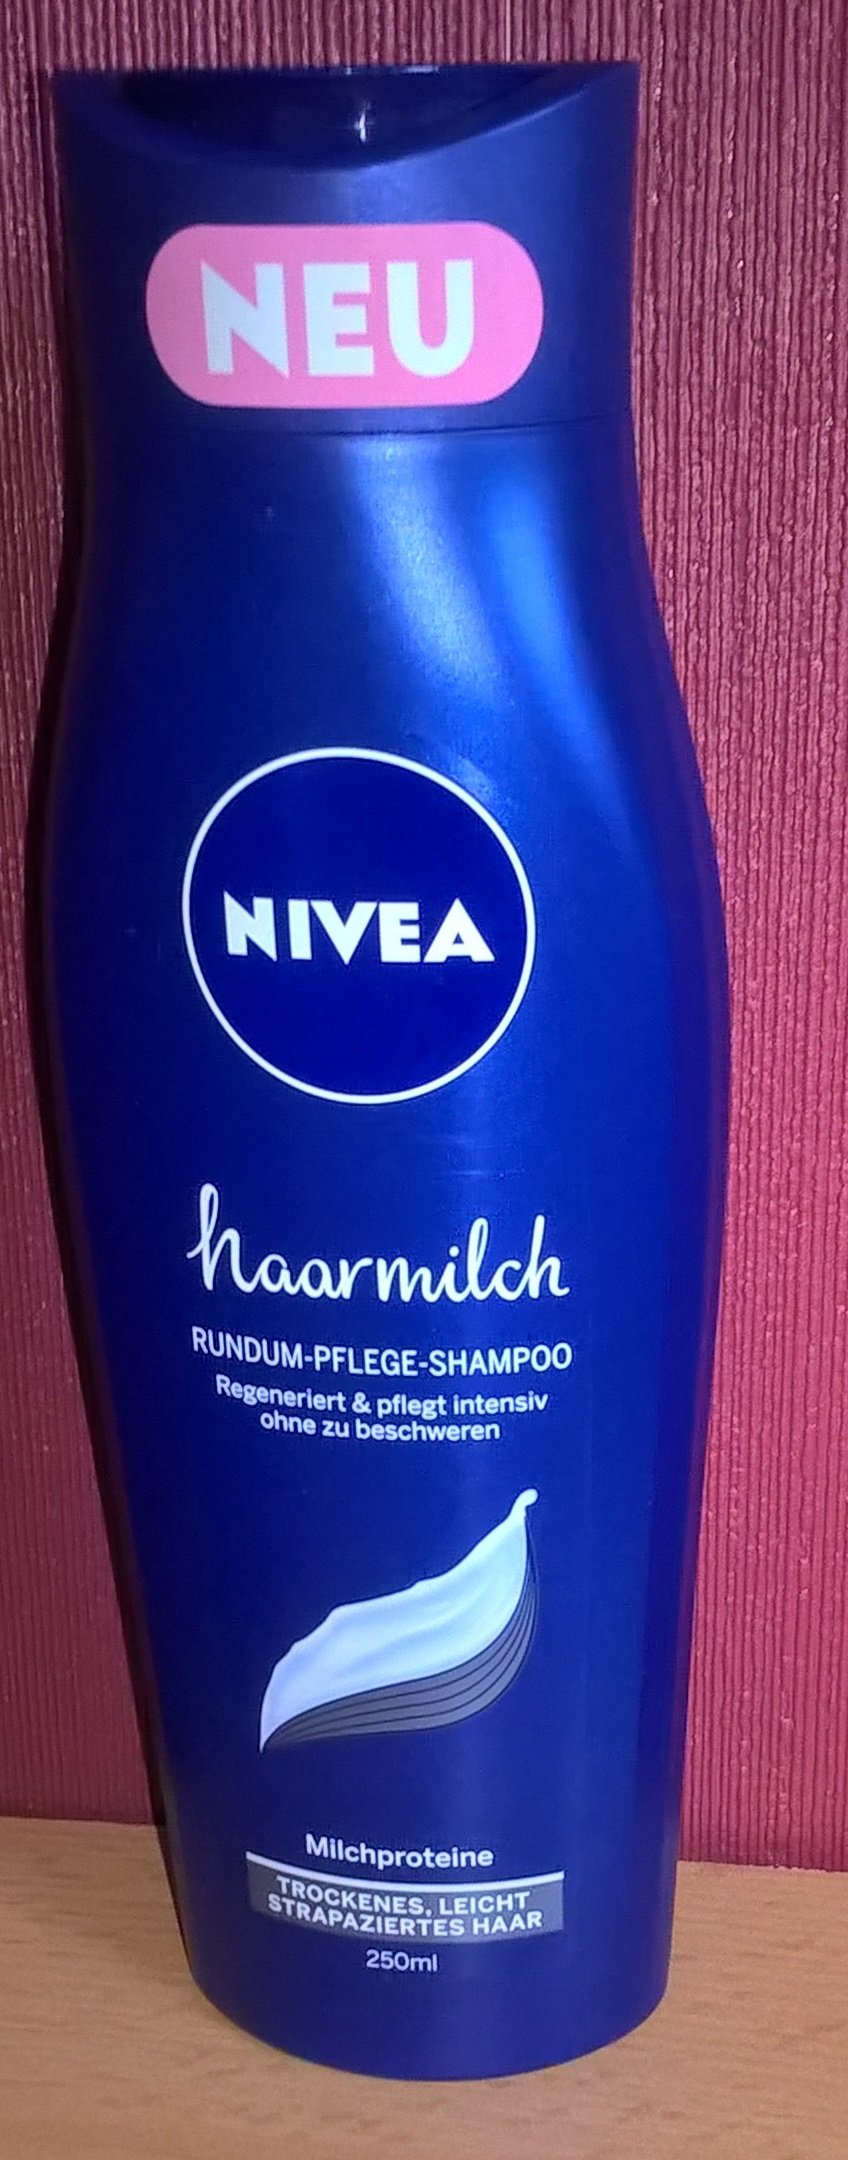 NEU
NIVEA
haarmilch
RUNDUM-PFLEGE-SHAMPOO
Regeneriert & pflegt intensiv
ohne zu beschweren
Milchproteine
TROCKENES, LEICHT
STRAPAZIERTES HAAR
250ml